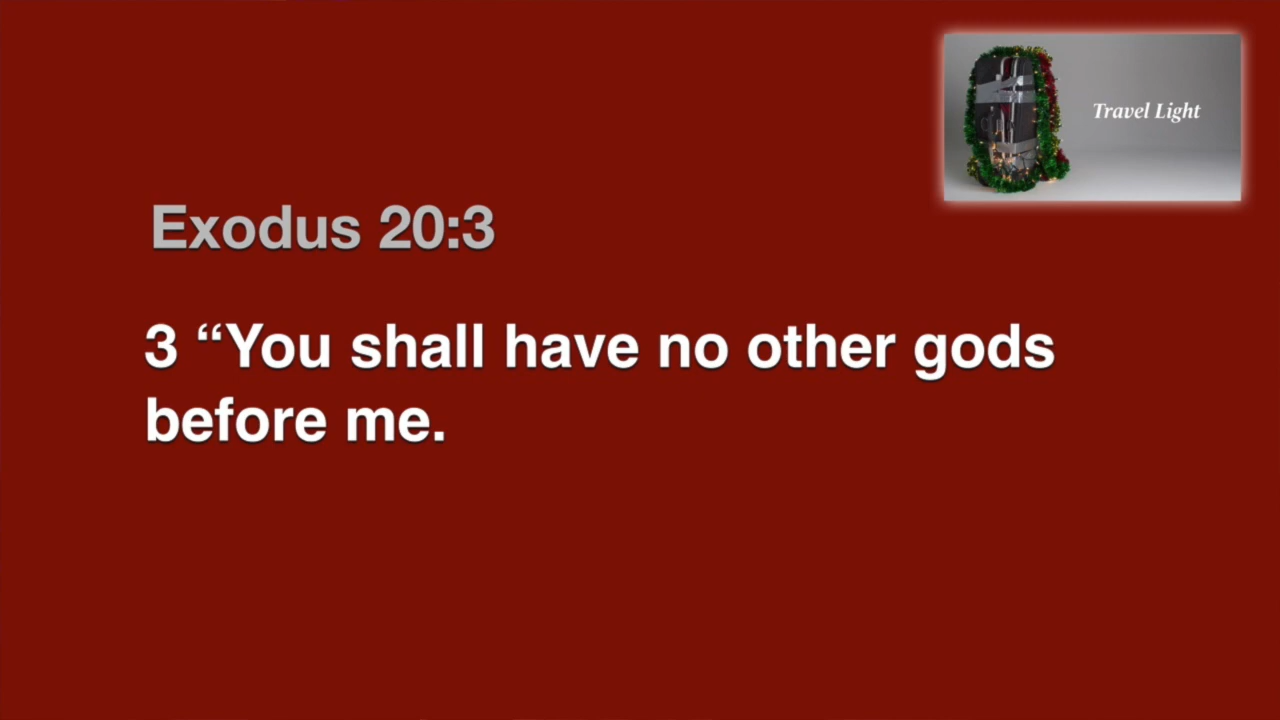 Travel Light
Exodus 20:3
3 “You shall have no other gods
before me.